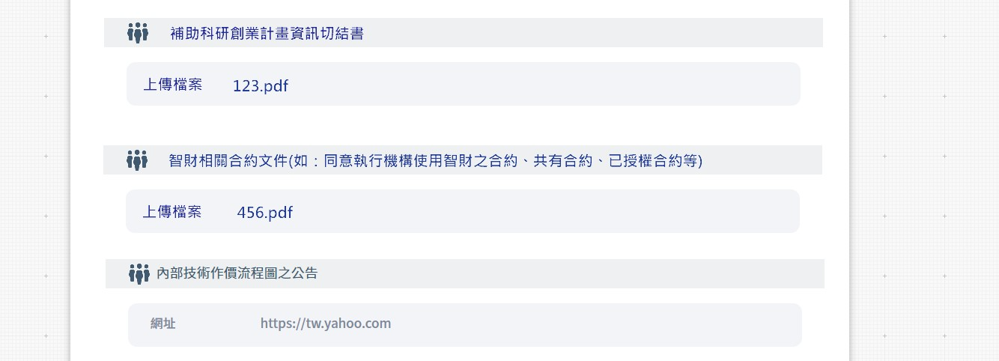 補助科研創業計畫資訊切結書
上傳檔案 123.pdf
智財相關合約文件(如：同意執行機構使用智財之合約、共有合約、已授權合約等)
上傳檔案 456.pdf
內部技術作價流程圖之公告
網址 https://tw.yahoo.com